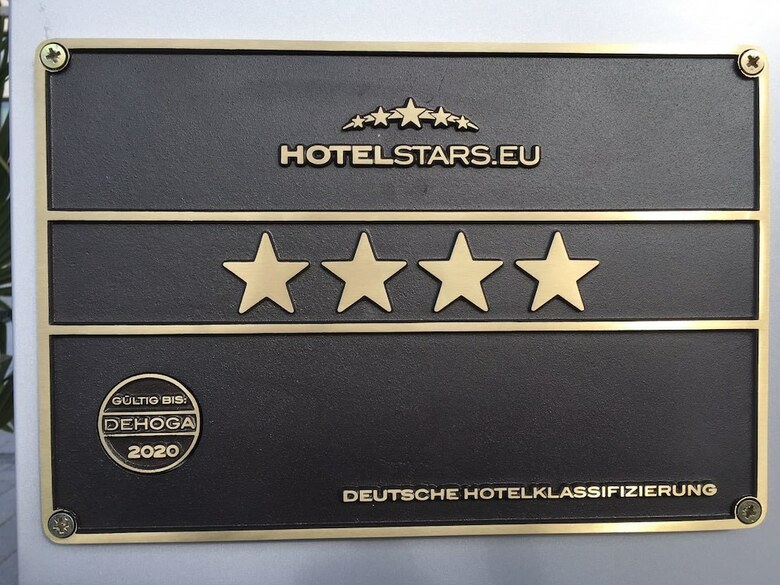 HOTELSTARS.EU
GÜLTIG BIS:
DEHOGA
2020
DEUTSCHE HOTELKLASSIFIZIERUNG